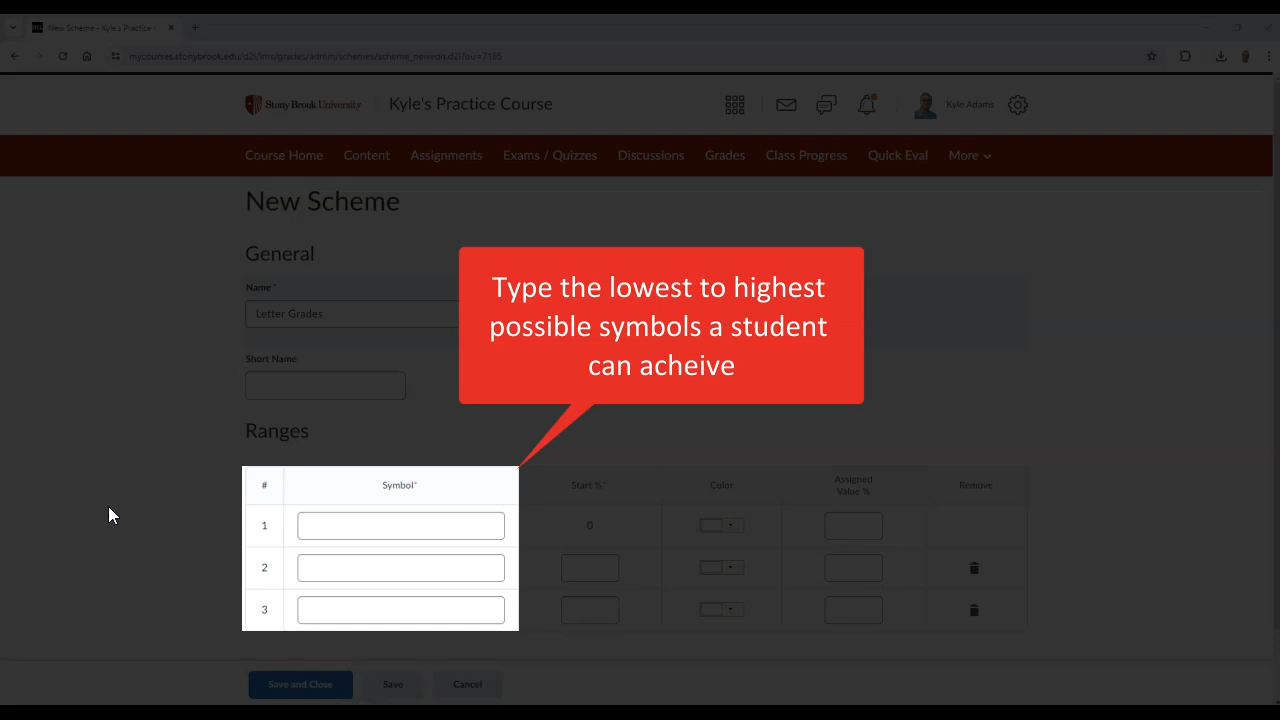 New Scheme - Kyle's Practice C
mycourses.stonybrook.edu/d2l/lms/grades/admin/schemes/scheme_newedit.d2l?ou=7185
Stony Brook University
Kyle's Practice Course
Kyle Adams
Course Home Content Assignments Exams / Quizzes Discussions Grades Class Progress Quick Eval More
New Scheme
General
Name *
Letter Grades
Short Name
Type the lowest to highest
possible symbols a student
can acheive
Ranges
# Symbol* Start %* Color Assigned Value % Remove
1 0
2
3
Save and Close Save Cancel